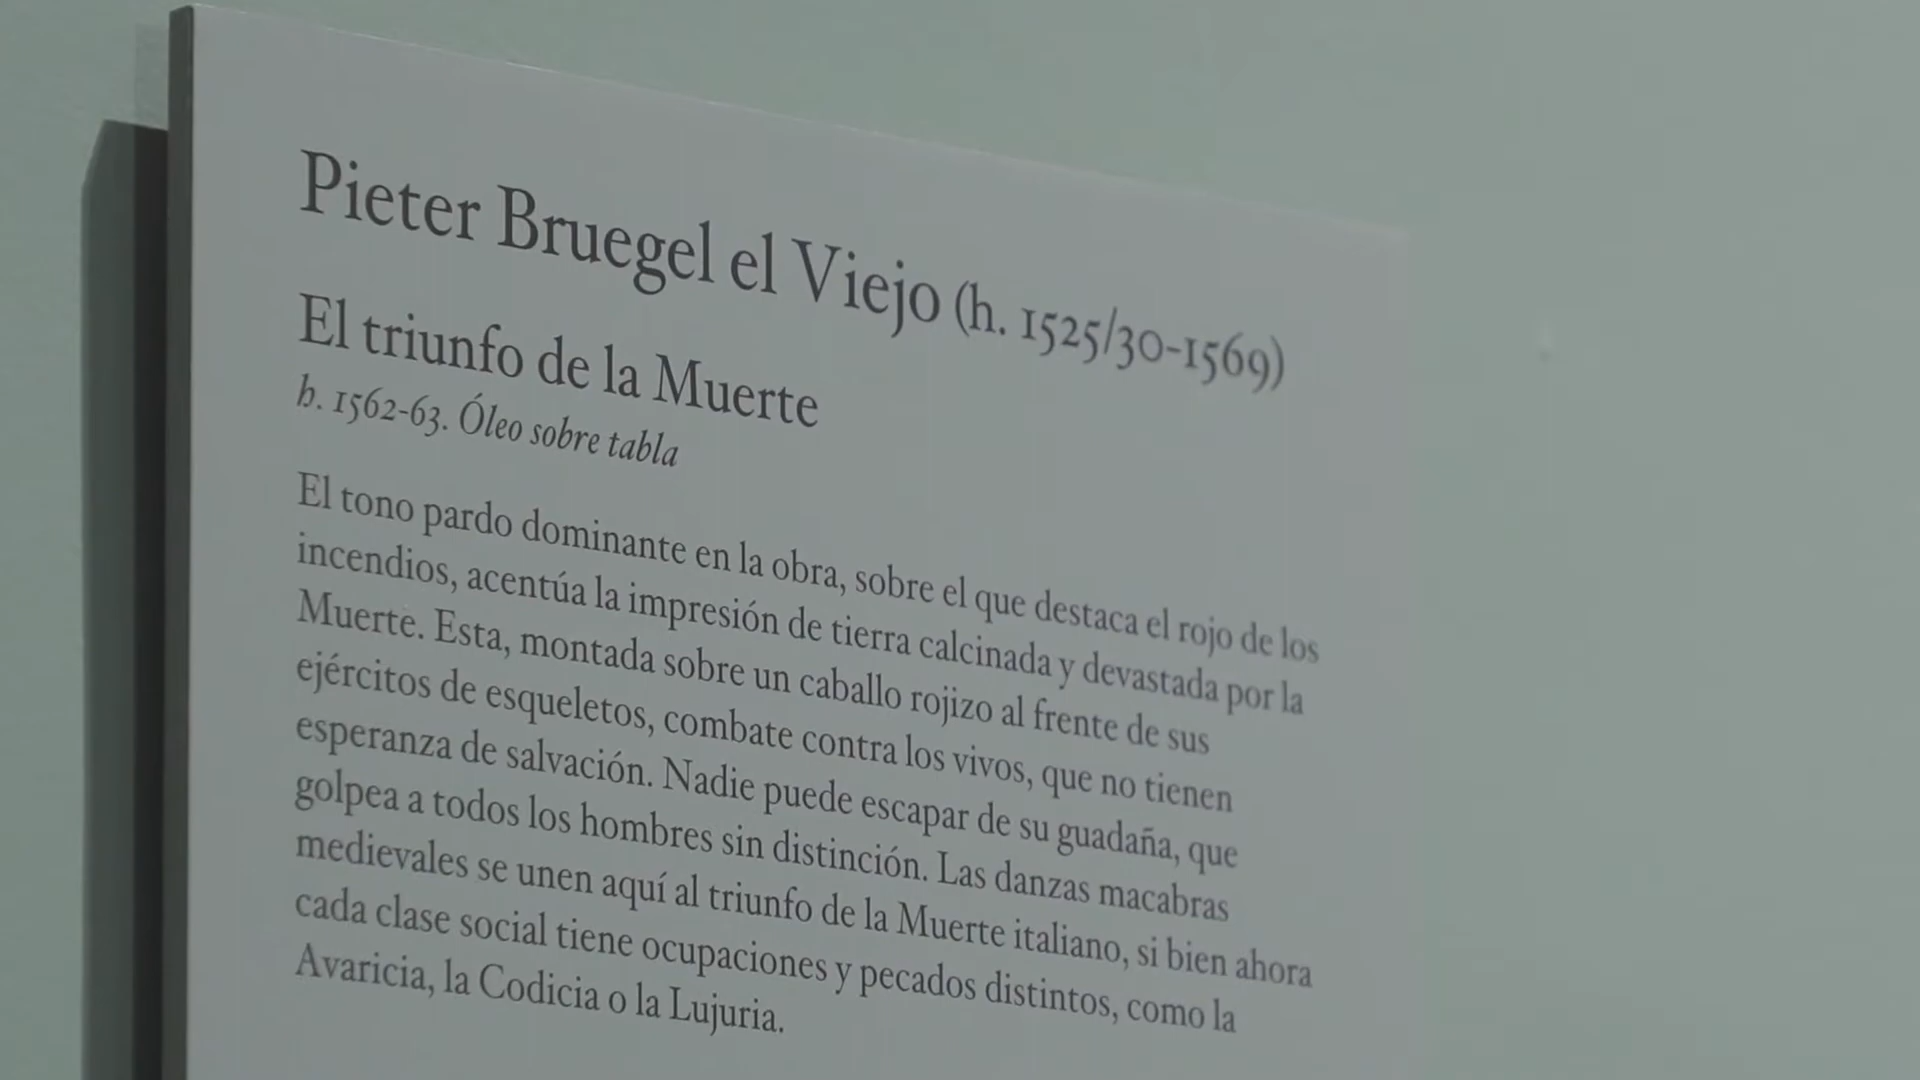 Pieter Bruegel el Viejo (h. 1525/30-1569)
El triunfo de la Muerte
h. 1562-63. Óleo sobre tabla
El tono pardo dominante en la obra, sobre el que destaca el rojo de los
incendios, acentúa la impresión de tierra calcinada y devastada por la
Muerte. Esta, montada sobre un caballo rojizo al frente de sus
ejércitos de esqueletos, combate contra los vivos, que no tienen
esperanza de salvación. Nadie puede escapar de su guadaña, que
golpea a todos los hombres sin distinción. Las danzas macabras
medievales se unen aquí al triunfo de la Muerte italiano, si bien ahora
cada clase social tiene ocupaciones y pecados distintos, como la
Avaricia, la Codicia o la Lujuria.